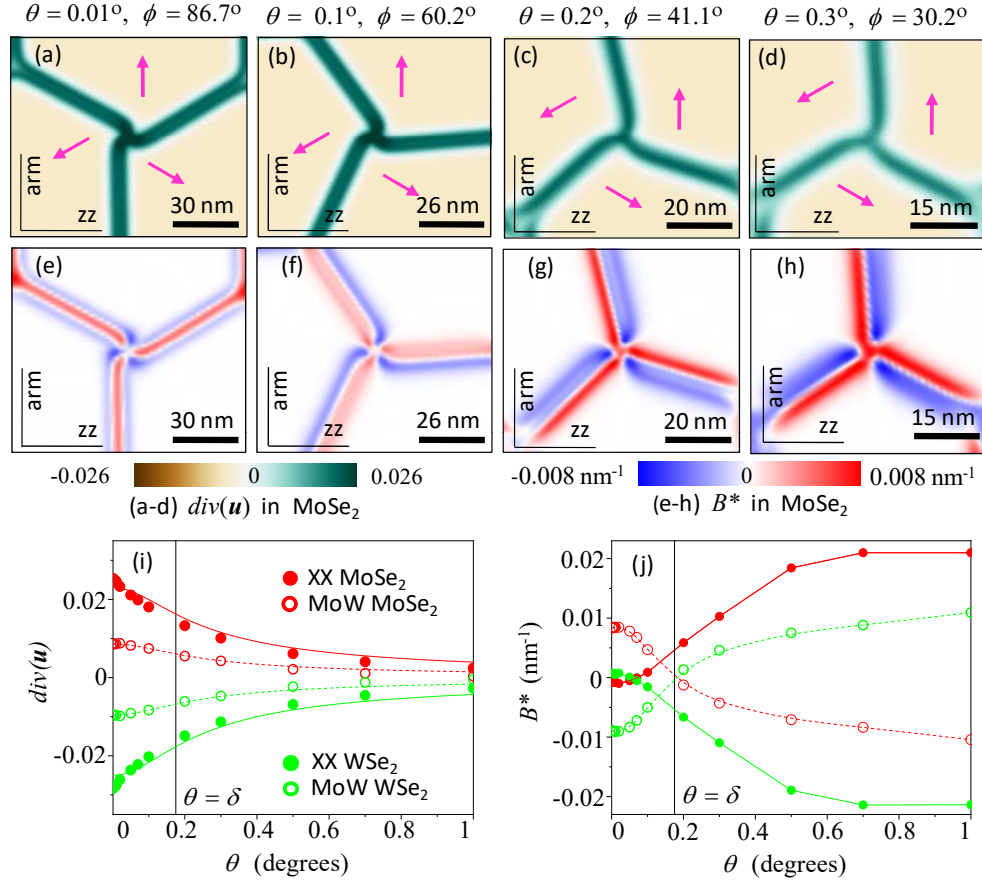 θ = 0.01°, ϕ = 86.7° θ = 0.1°, ϕ = 60.2° θ = 0.2°, ϕ = 41.1° θ = 0.3°, ϕ = 30.2°
(a) (b) (c) (d)
arm arm arm arm
zz 30 nm zz 26 nm zz 20 nm zz 15 nm
(e) (f) (g) (h)
arm arm arm arm
zz 30 nm zz 26 nm zz 20 nm zz 15 nm
-0.026 0 0.026 -0.008 nm⁻¹ 0 0.008 nm⁻¹
(a-d) div(u) in MoSe₂ (e-h) B* in MoSe₂
(i)
div(u)
0.02
0
-0.02
XX MoSe₂
MoW MoSe₂
XX WSe₂
MoW WSe₂
θ = δ
0 0.2 0.4 0.6 0.8 1
θ (degrees)
(j)
B* (nm⁻¹)
0.02
0.01
0
-0.01
-0.02
θ = δ
0 0.2 0.4 0.6 0.8 1
θ (degrees)